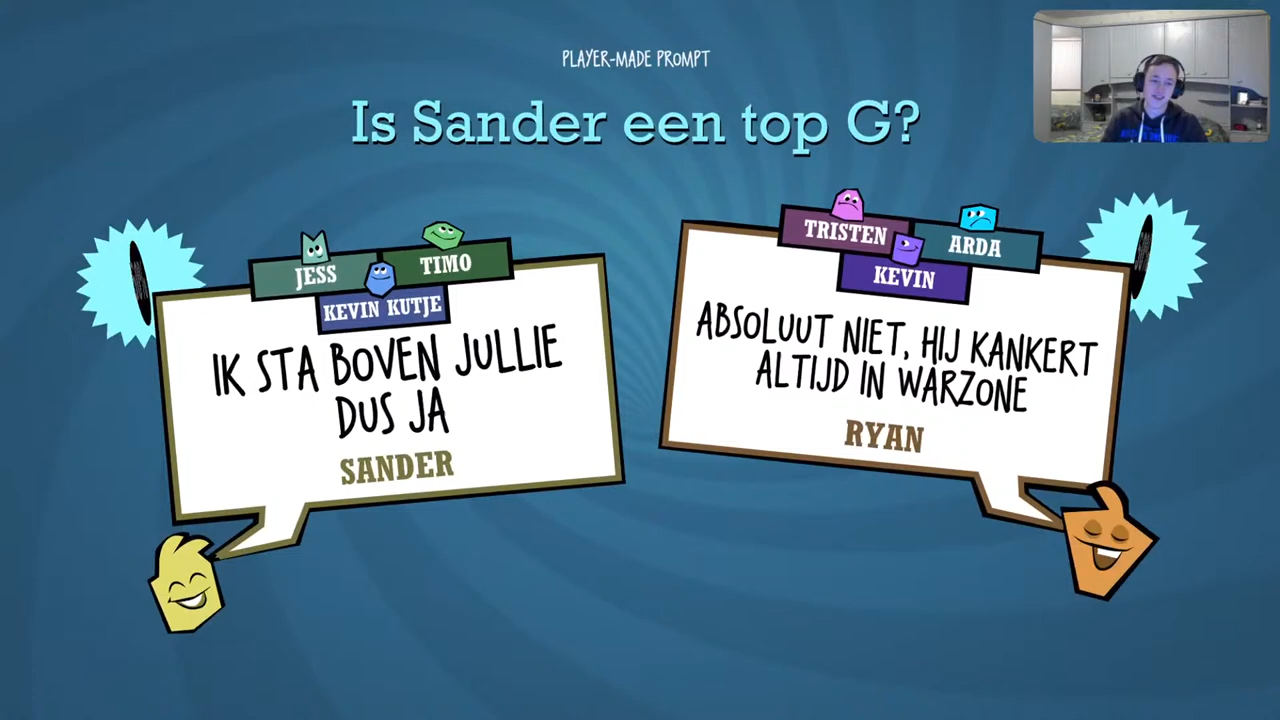 PLAYER-MADE PROMPT
Is Sander een top G?
JESS
TIMO
KEVIN KUTJE
IK STA BOVEN JULLIE
DUS JA
SANDER
TRISTEN
ARDA
KEVIN
ABSOLUUT NIET, HIJ KANKERT
ALTIJD IN WARZONE
RYAN